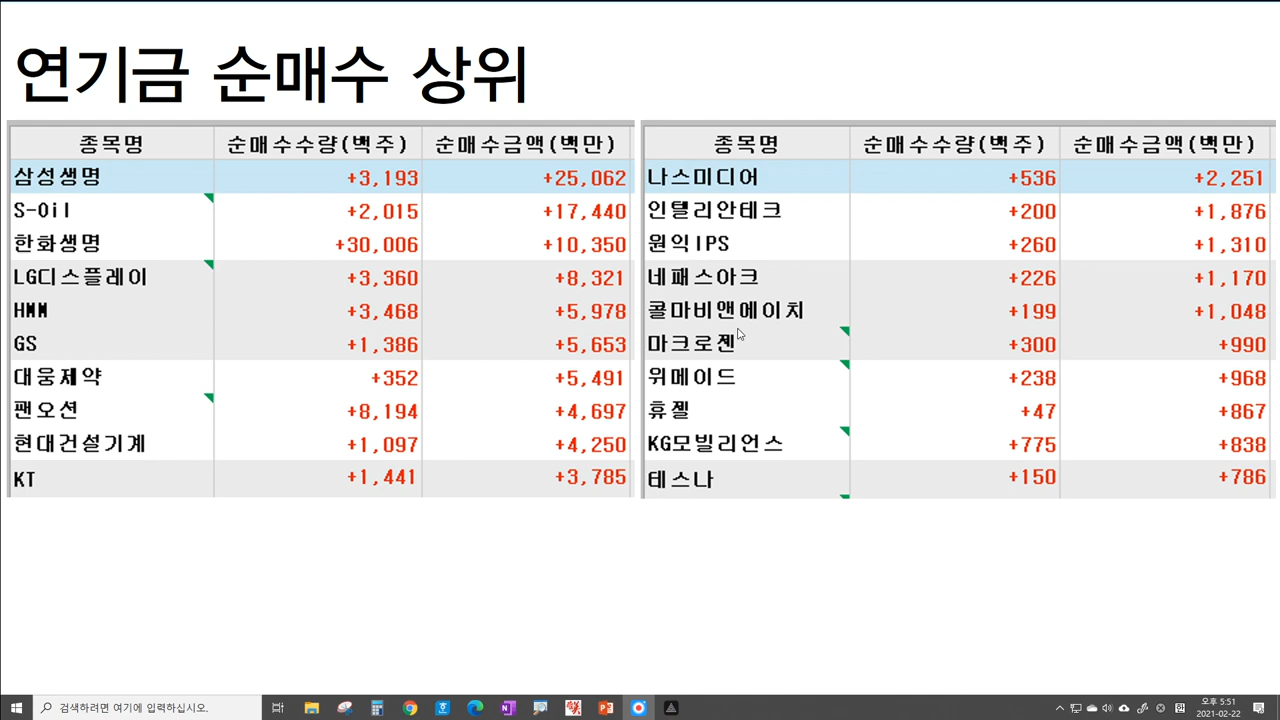 연기금 순매수 상위
종목명 순매수수량(백주) 순매수금액(백만)
삼성생명 +3,193 +25,062
S-Oil +2,015 +17,440
한화생명 +30,006 +10,350
LG디스플레이 +3,360 +8,321
HMM +3,468 +5,978
GS +1,386 +5,653
대웅제약 +352 +5,491
팬오션 +8,194 +4,697
현대건설기계 +1,097 +4,250
KT +1,441 +3,785
종목명 순매수수량(백주) 순매수금액(백만)
나스미디어 +536 +2,251
인텔리안테크 +200 +1,876
원익IPS +260 +1,310
네패스아크 +226 +1,170
콜마비앤에이치 +199 +1,048
마크로젠 +300 +990
위메이드 +238 +968
휴젤 +47 +867
KG모빌리언스 +775 +838
테스나 +150 +786
검색하려면 여기에 입력하십시오.
오후 5:51
2021-02-22